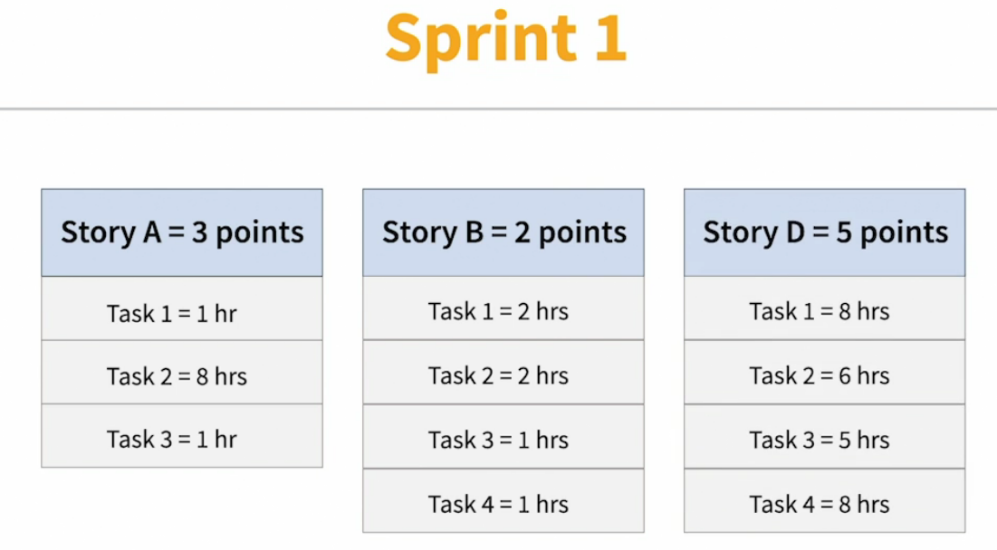 Sprint 1
Story A = 3 points
Task 1 = 1 hr
Task 2 = 8 hrs
Task 3 = 1 hr
Story B = 2 points
Task 1 = 2 hrs
Task 2 = 2 hrs
Task 3 = 1 hrs
Task 4 = 1 hrs
Story D = 5 points
Task 1 = 8 hrs
Task 2 = 6 hrs
Task 3 = 5 hrs
Task 4 = 8 hrs